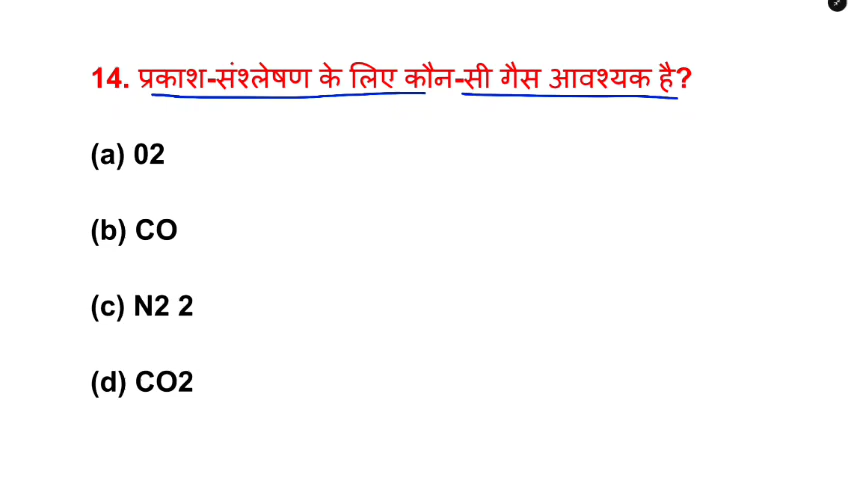 14. प्रकाश-संश्लेषण के लिए कौन-सी गैस आवश्यक है?
(a) 02
(b) CO
(c) N2 2
(d) CO2